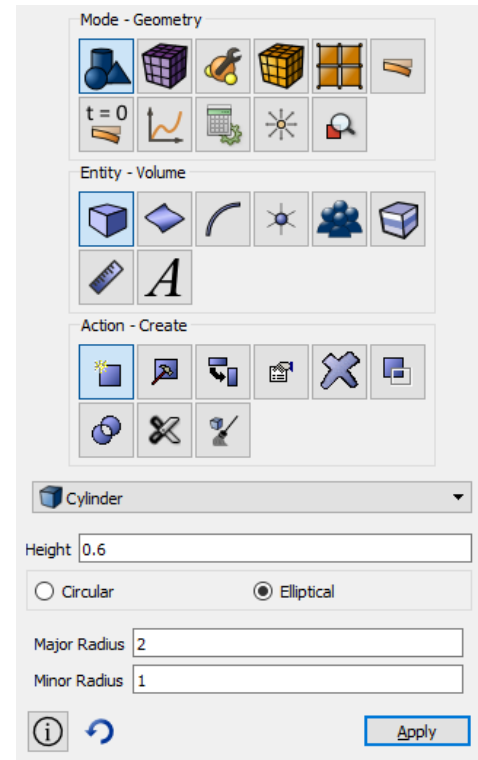 Mode - Geometry
t = 0
Entity - Volume
A
Action - Create
Cylinder
Height 0.6
Circular Elliptical
Major Radius 2
Minor Radius 1
i Apply